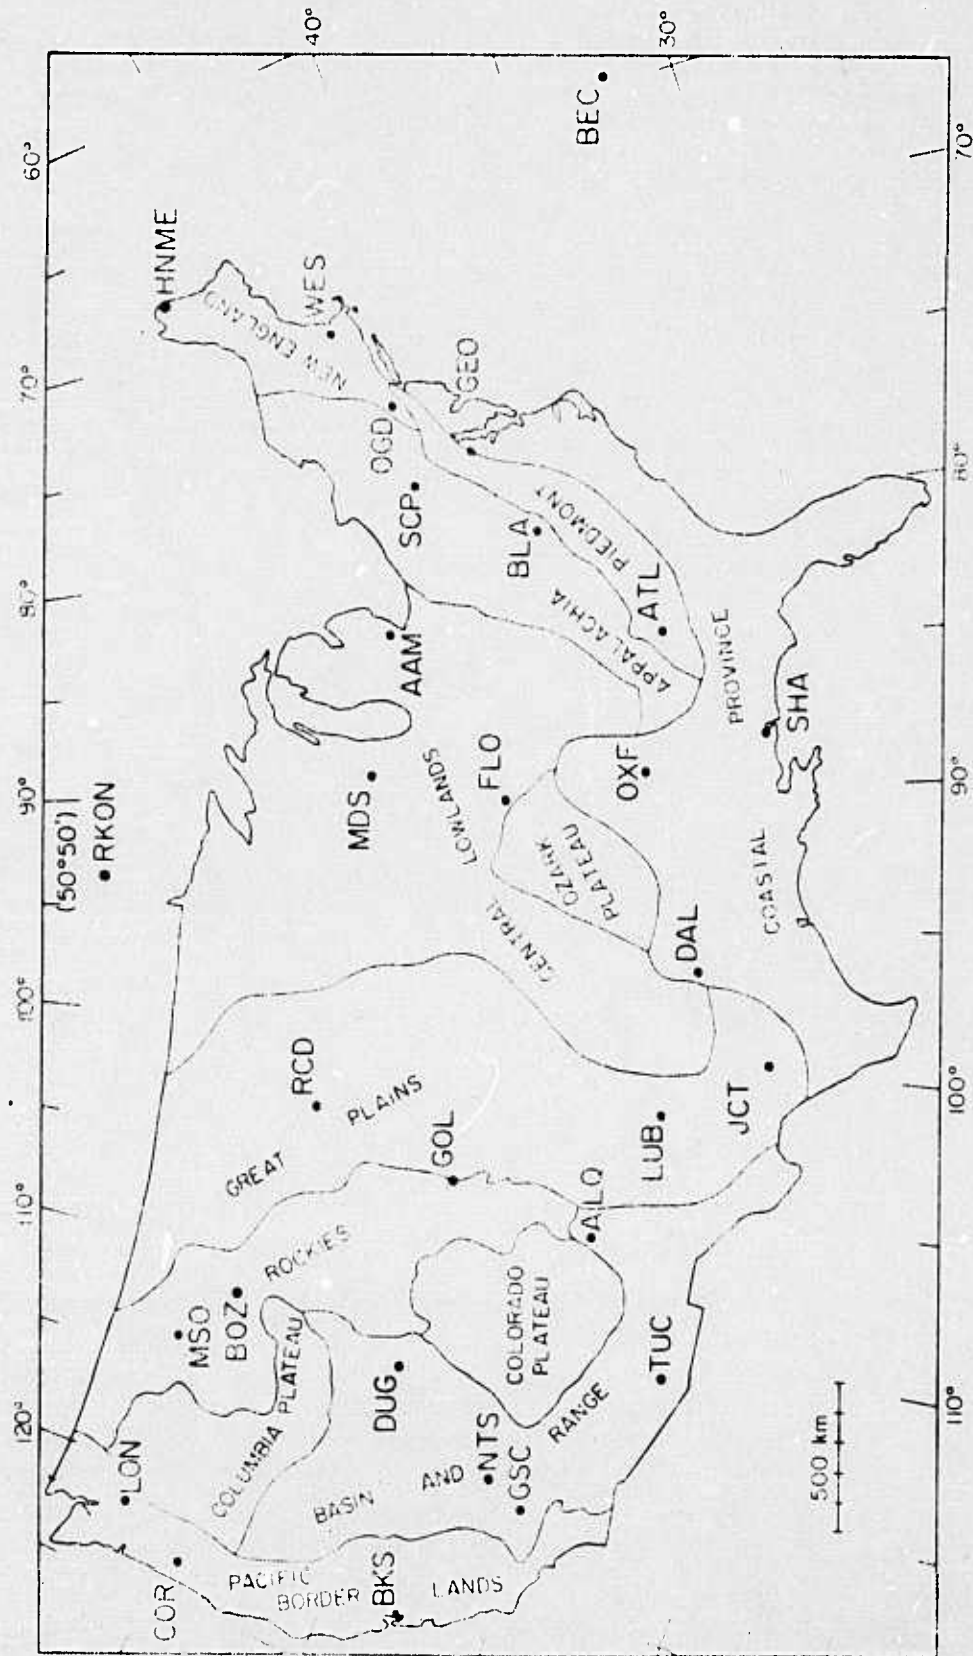 60°
70°
80°
90°
100°
110°
120°
40°
30°
(50°50')
RKON
HNME
NEW ENGLAND
WES
BEC
OGD
GEO
SCP
BLA
PIEDMONT
APPALACHIA
ATL
AAM
MDS
FLO
OXF
PROVINCE
SHA
COASTAL
CENTRAL
LOWLANDS
OZARK
PLATEAU
DAL
RCD
GREAT
PLAINS
GOL
LUB
JCT
ALQ
ROCKIES
MSO
BOZ
COLORADO
PLATEAU
TUC
LON
COLUMBIA
PLATEAU
DUG
BASIN
AND
RANGE
NTS
GSC
COR
PACIFIC
BORDER
LANDS
BKS
500 km
70°
80°
90°
100°
110°